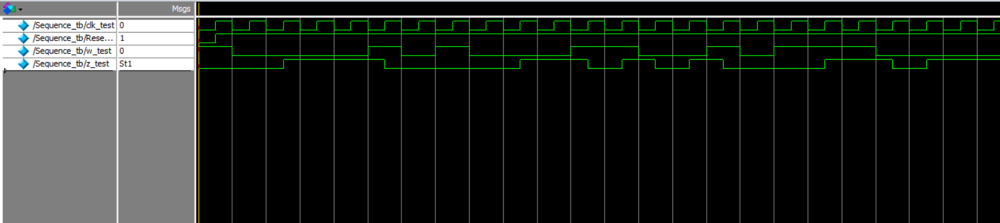 Msgs
/Sequence_tb/clk_test 0
/Sequence_tb/Rese... 1
/Sequence_tb/w_test 0
/Sequence_tb/z_test St1